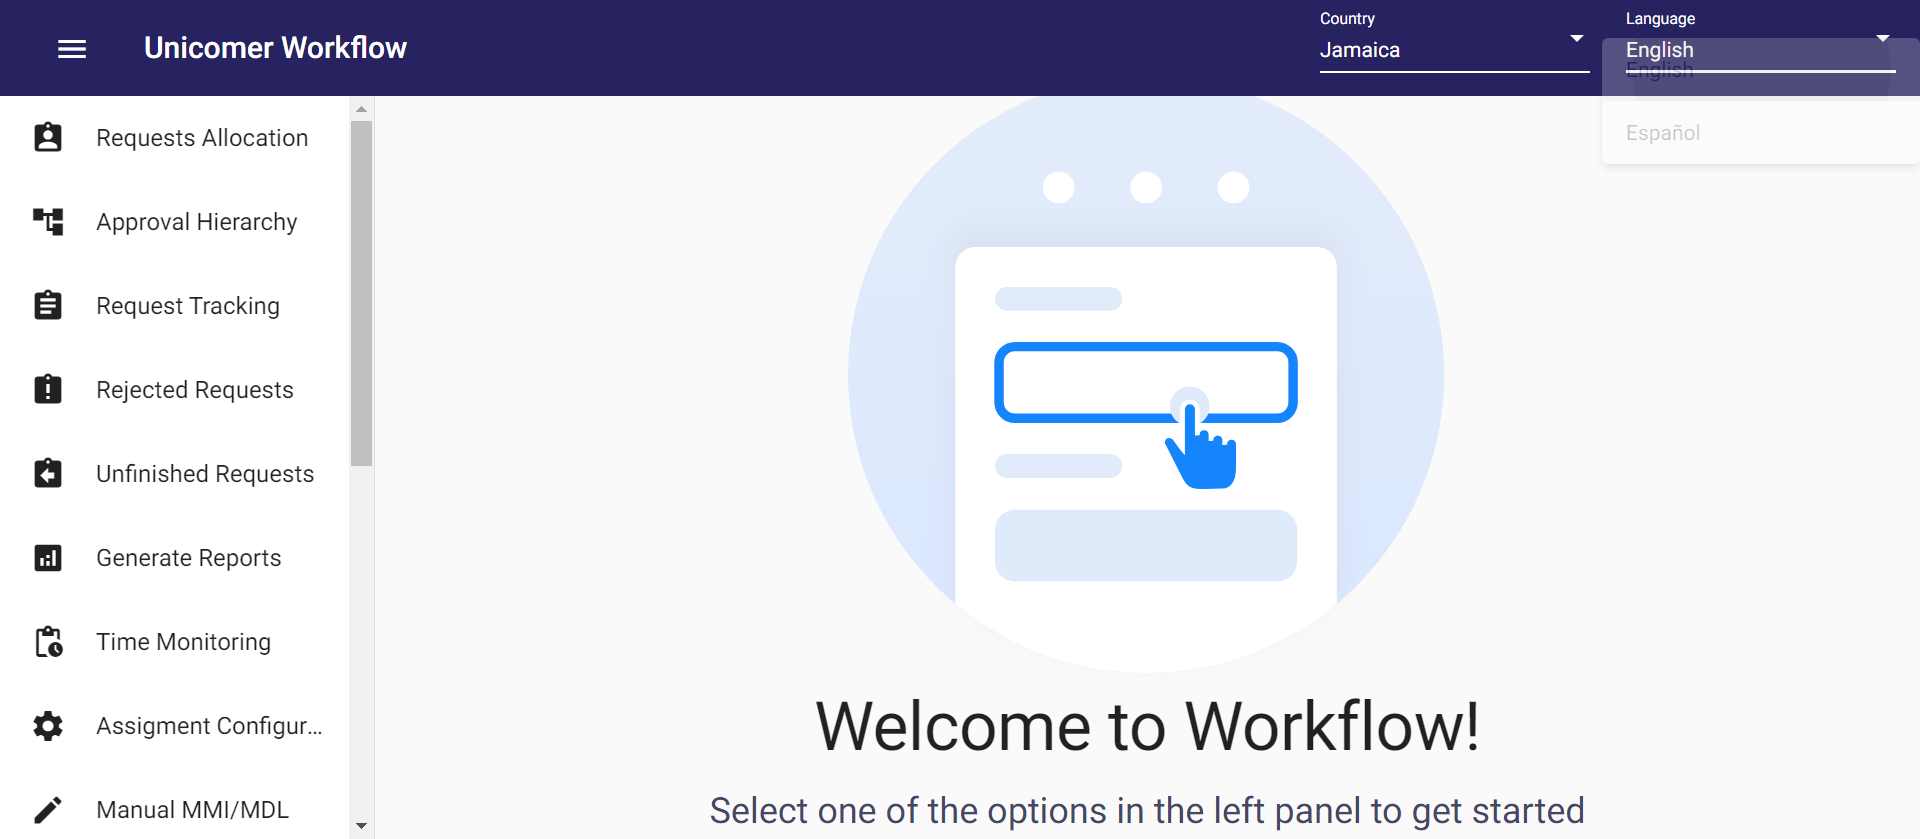 Unicomer Workflow
Country
Jamaica
Language
English
English
Español
Requests Allocation
Approval Hierarchy
Request Tracking
Rejected Requests
Unfinished Requests
Generate Reports
Time Monitoring
Assigment Configur...
Manual MMI/MDL
Welcome to Workflow!
Select one of the options in the left panel to get started